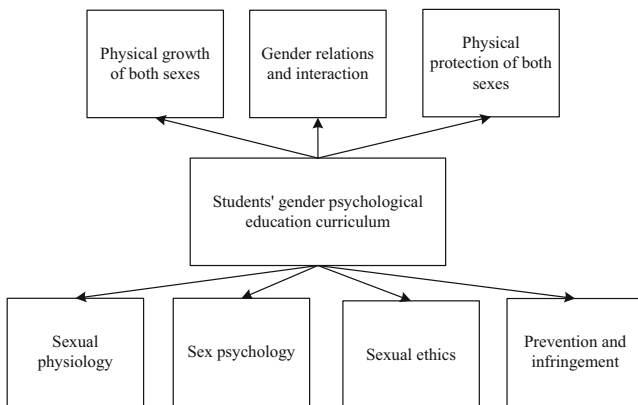 Physical growth
of both sexes
Gender relations
and interaction
Physical
protection of both
sexes
Students' gender psychological
education curriculum
Sexual
physiology
Sex psychology
Sexual ethics
Prevention and
infringement